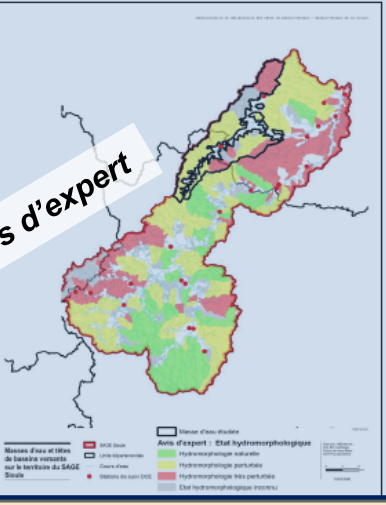 s d'expert
Masses d'eau et têtes
de bassins versants
sur le territoire du SAGE
Sioule
SAGE Sioule
Limite départementale
Cours d'eau
Stations de suivi DCE
Masse d'eau étudiée
Avis d'expert : Etat hydromorphologique
Hydromorphologie naturelle
Hydromorphologie perturbée
Hydromorphologie très perturbée
Etat hydromorphologique inconnu